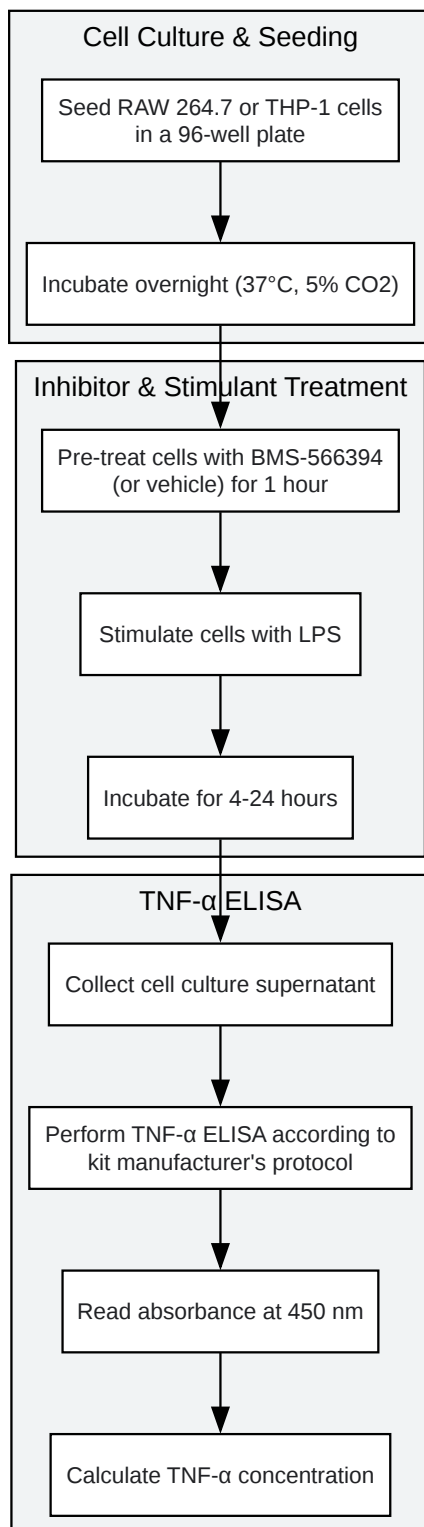 Cell Culture & Seeding
Seed RAW 264.7 or THP-1 cells
in a 96-well plate
Incubate overnight (37°C, 5% CO2)
Inhibitor & Stimulant Treatment
Pre-treat cells with BMS-566394
(or vehicle) for 1 hour
Stimulate cells with LPS
Incubate for 4-24 hours
TNF-α ELISA
Collect cell culture supernatant
Perform TNF-α ELISA according to
kit manufacturer's protocol
Read absorbance at 450 nm
Calculate TNF-α concentration